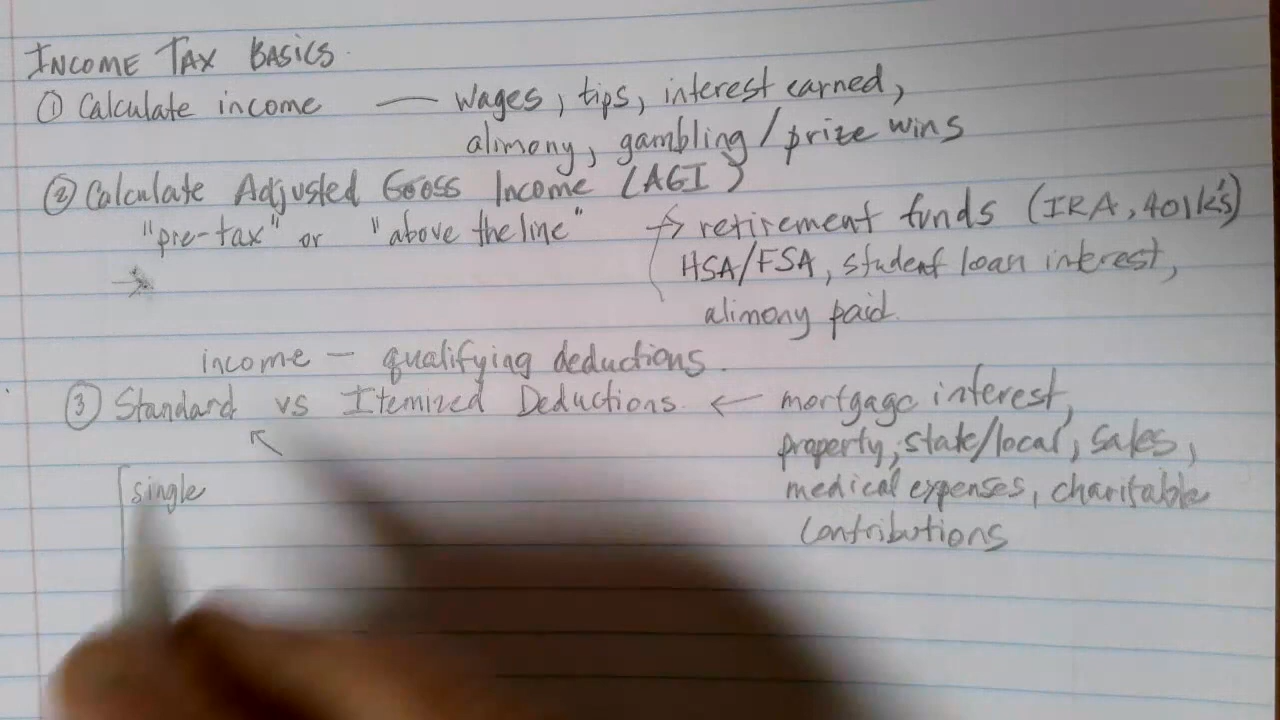 INCOME TAX BASICS
① Calculate income — wages, tips, interest earned,
alimony, gambling/prize wins
② Calculate Adjusted Gross Income (AGI)
"pre-tax" or "above the line" → retirement funds (IRA, 401k's)
→ HSA/FSA, student loan interest,
alimony paid.
income - qualifying deductions.
③ Standard vs Itemized Deductions. ← mortgage interest,
property, state/local, sales,
medical expenses, charitable
contributions
single